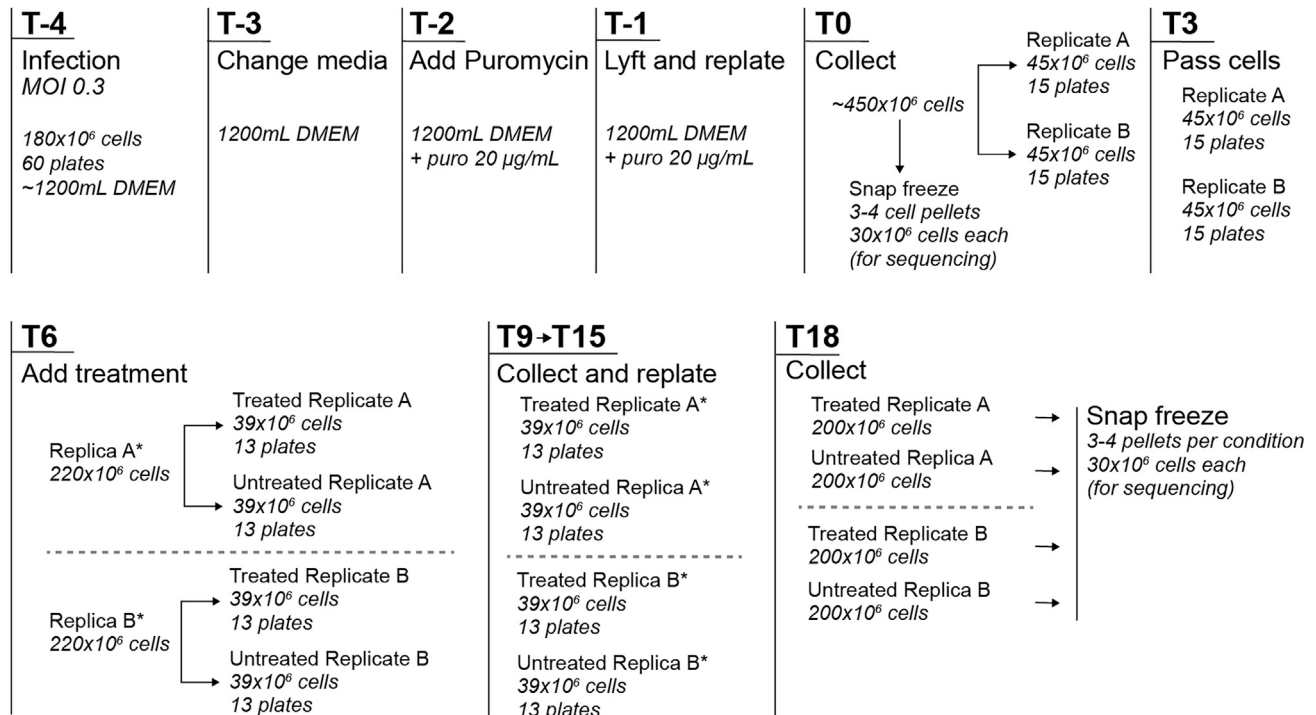 T-4
Infection
MOI 0.3
180x10⁶ cells
60 plates
~1200mL DMEM
T-3
Change media
1200mL DMEM
T-2
Add Puromycin
1200mL DMEM
+ puro 20 µg/mL
T-1
Lyft and replate
1200mL DMEM
+ puro 20 µg/mL
T0
Collect
~450x10⁶ cells
Snap freeze
3-4 cell pellets
30x10⁶ cells each
(for sequencing)
Replicate A
45x10⁶ cells
15 plates
Replicate B
45x10⁶ cells
15 plates
T3
Pass cells
Replicate A
45x10⁶ cells
15 plates
Replicate B
45x10⁶ cells
15 plates
T6
Add treatment
Replica A*
220x10⁶ cells
Treated Replicate A
39x10⁶ cells
13 plates
Untreated Replicate A
39x10⁶ cells
13 plates
Replica B*
220x10⁶ cells
Treated Replicate B
39x10⁶ cells
13 plates
Untreated Replicate B
39x10⁶ cells
13 plates
T9→T15
Collect and replate
Treated Replicate A*
39x10⁶ cells
13 plates
Untreated Replica A*
39x10⁶ cells
13 plates
Treated Replica B*
39x10⁶ cells
13 plates
Untreated Replica B*
39x10⁶ cells
13 plates
T18
Collect
Treated Replicate A
200x10⁶ cells
Untreated Replica A
200x10⁶ cells
Treated Replicate B
200x10⁶ cells
Untreated Replica B
200x10⁶ cells
Snap freeze
3-4 pellets per condition
30x10⁶ cells each
(for sequencing)